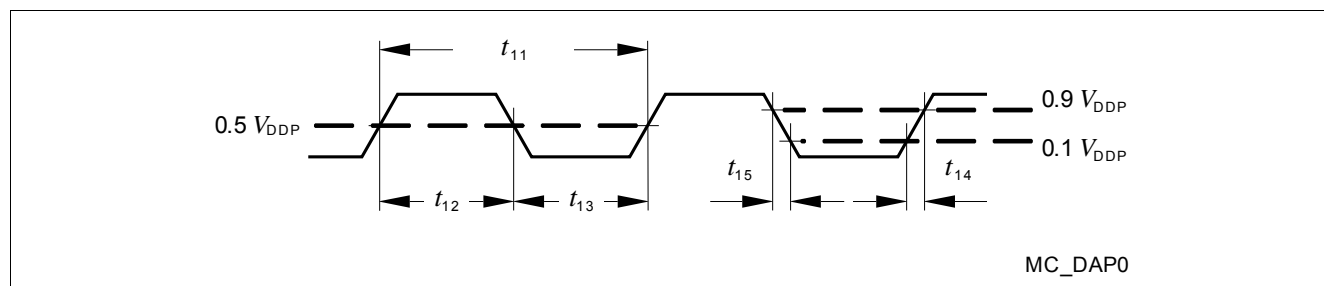 t11
0.9 VDDP
0.5 VDDP
0.1 VDDP
t15
t14
t12
t13
MC_DAP0